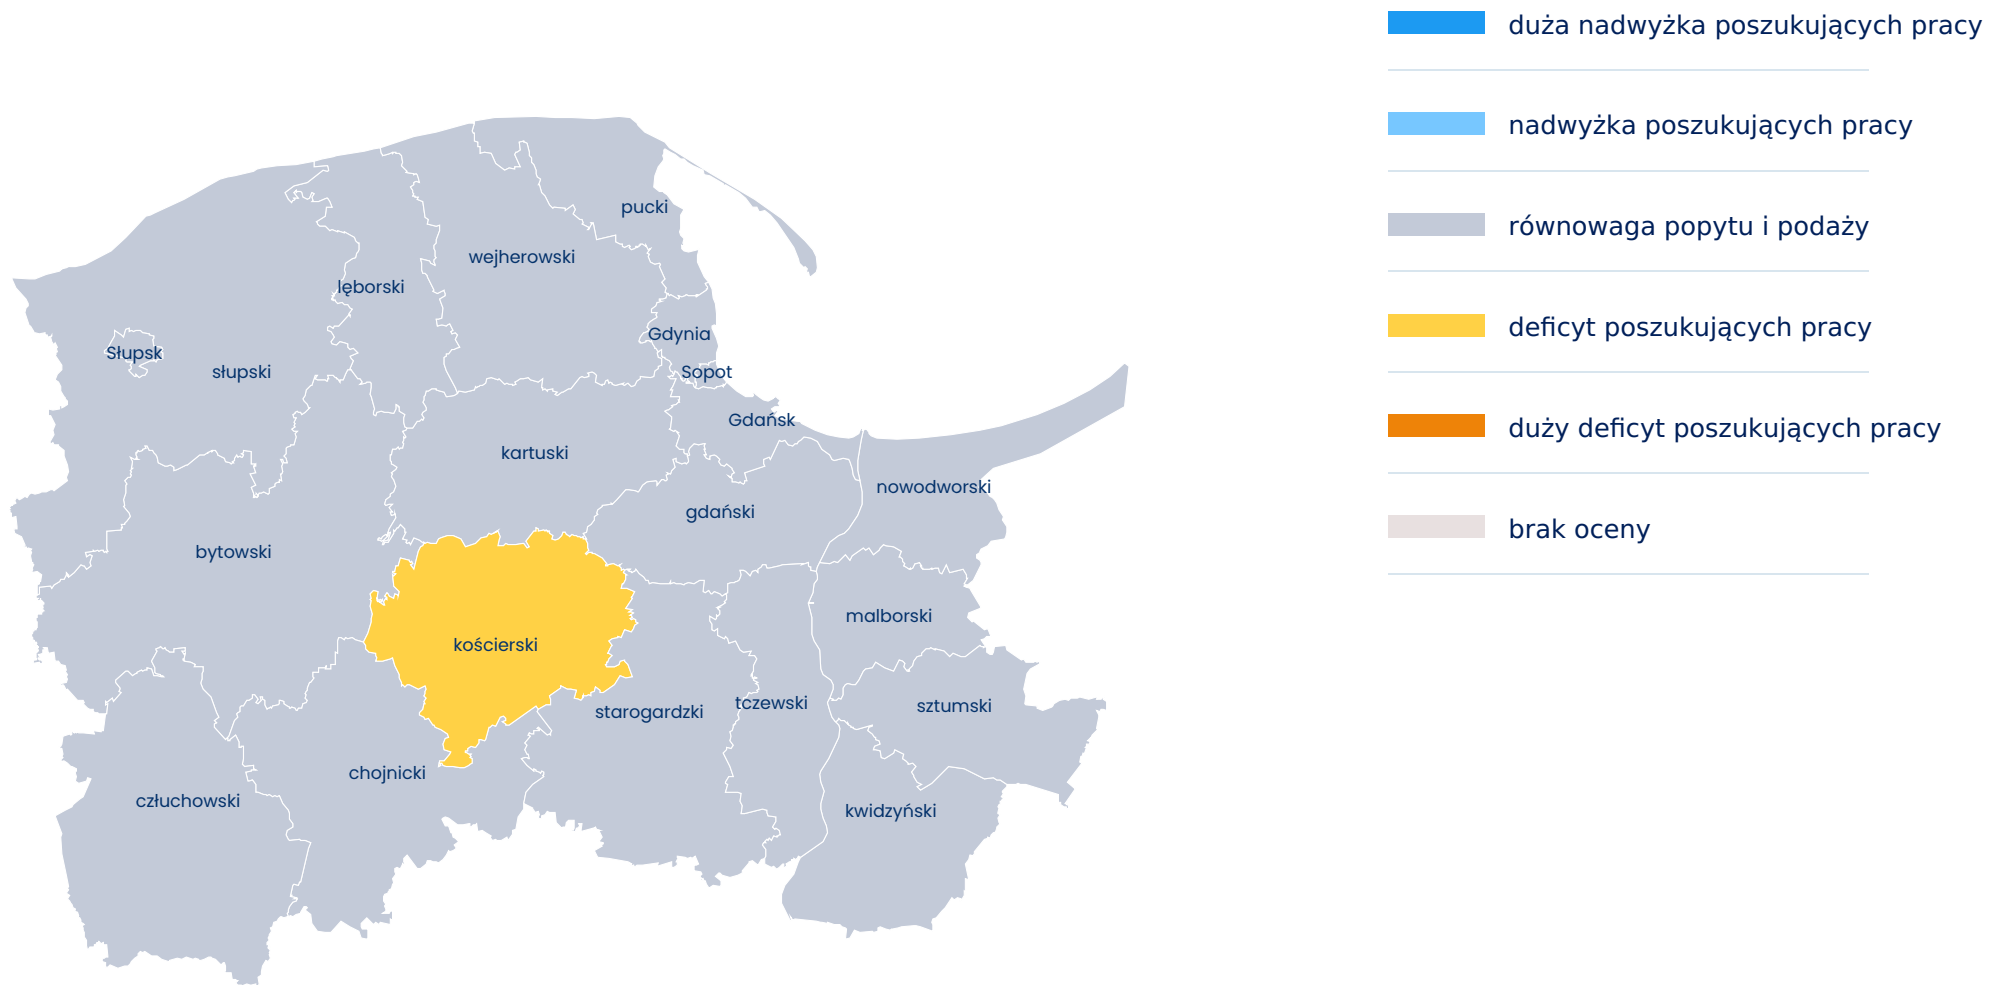 duża nadwyżka poszukujących pracy
nadwyżka poszukujących pracy
równowaga popytu i podaży
deficyt poszukujących pracy
duży deficyt poszukujących pracy
brak oceny
pucki
wejherowski
lęborski
Gdynia
Słupsk
słupski
Sopot
Gdańsk
kartuski
nowodworski
gdański
bytowski
malborski
kościerski
tczewski
sztumski
starogardzki
chojnicki
człuchowski
kwidzyński